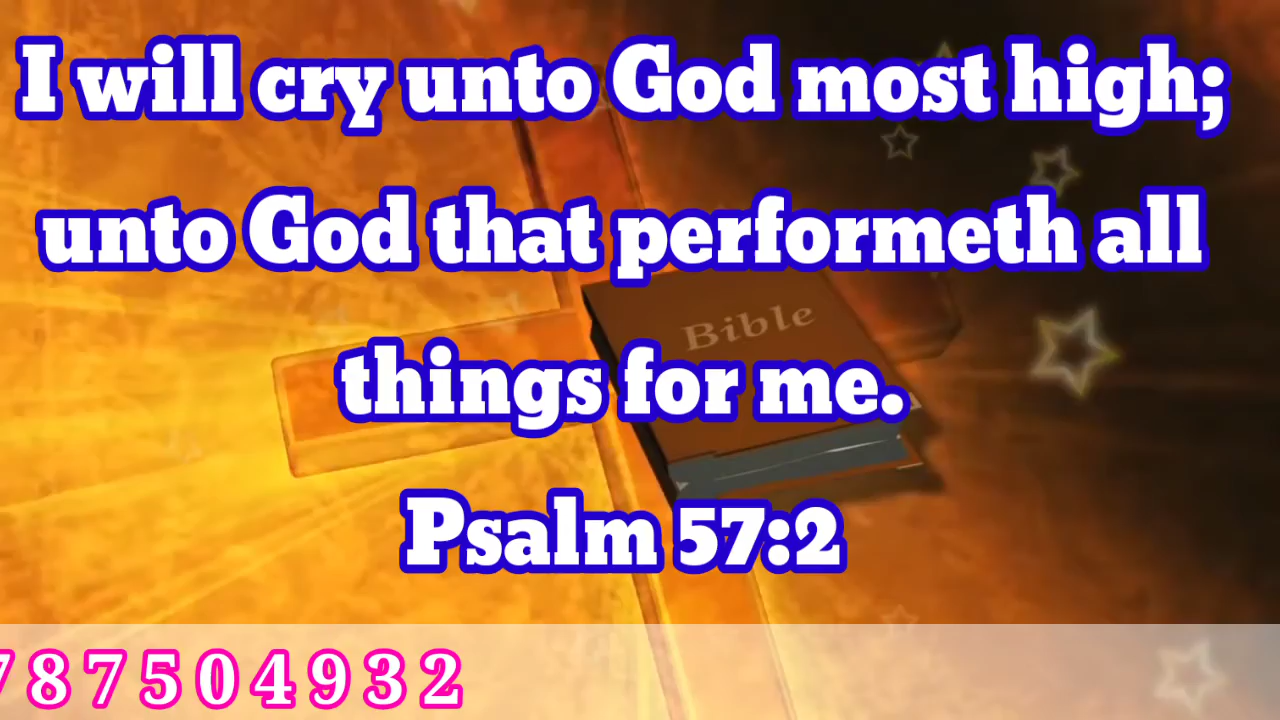 I will cry unto God most high;
unto God that performeth all
Bible
things for me.
Psalm 57:2
787504932